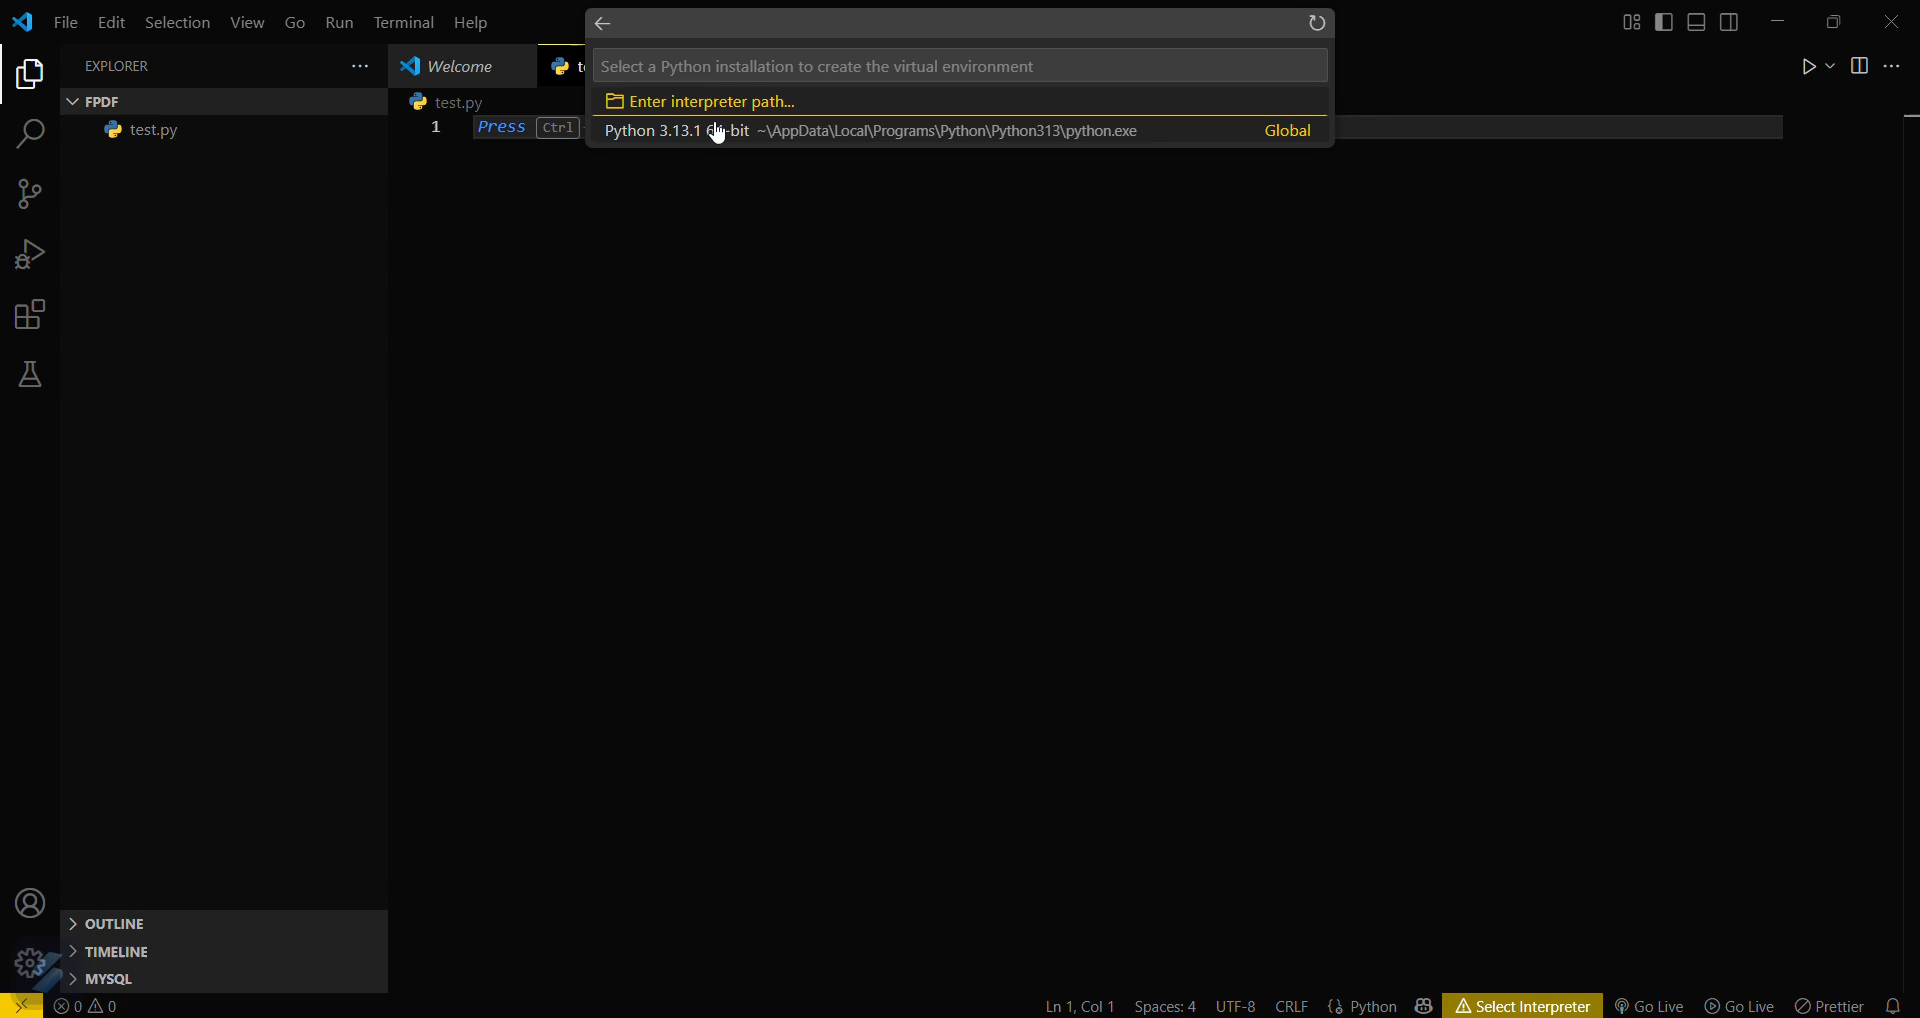 File Edit Selection View Go Run Terminal Help
EXPLORER
Welcome
Select a Python installation to create the virtual environment
FPDF
test.py
Enter interpreter path...
test.py
1 Press Ctrl
Python 3.13.1 -bit ~\AppData\Local\Programs\Python\Python313\python.exe Global
OUTLINE
TIMELINE
MYSQL
0 0 Ln 1, Col 1 Spaces: 4 UTF-8 CRLF Python Select Interpreter Go Live Go Live Prettier